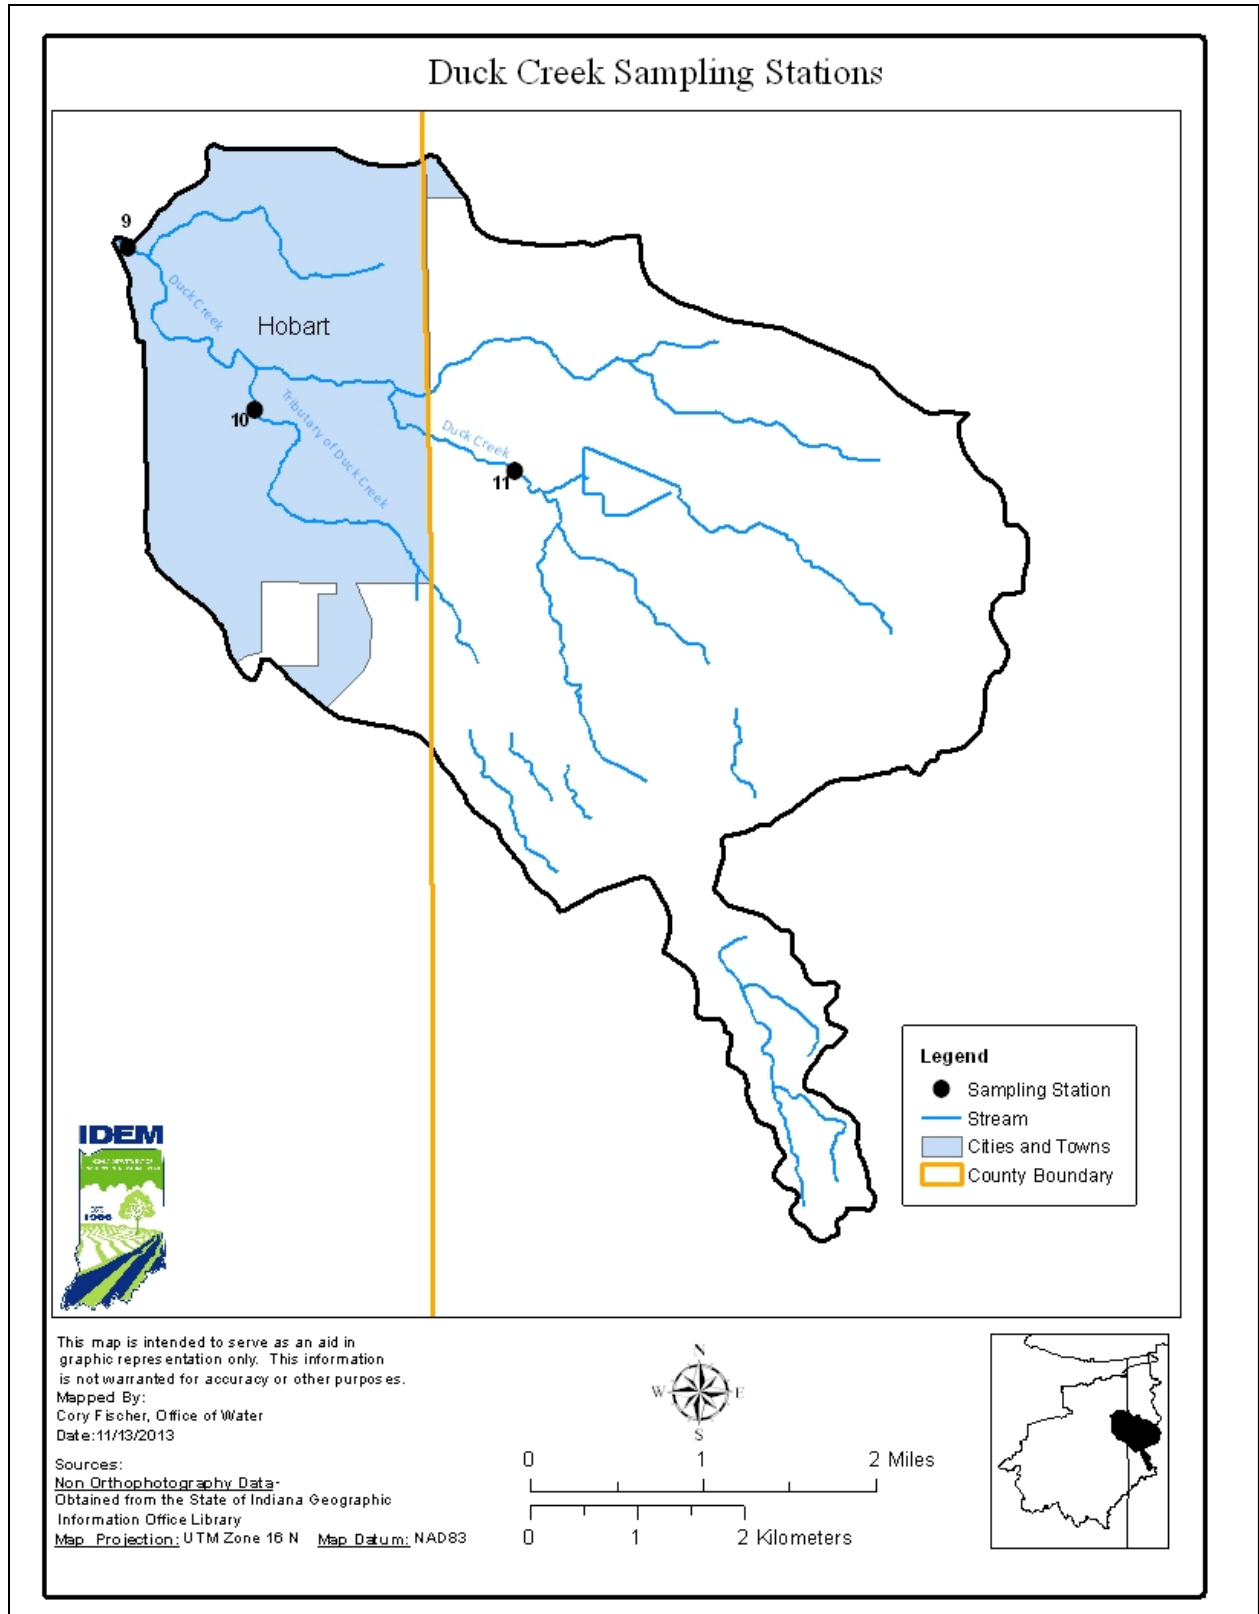 Duck Creek Sampling Stations
9
Duck Creek
Hobart
10
Tributary of Duck Creek
Duck Creek
11
Legend
Sampling Station
Stream
Cities and Towns
County Boundary
IDEM
1986
This map is intended to serve as an aid in
graphic representation only. This information
is not warranted for accuracy or other purposes.
Mapped By:
Cory Fischer, Office of Water
Date:11/13/2013
Sources:
Non Orthophotography Data-
Obtained from the State of Indiana Geographic
Information Office Library
Map Projection: UTM Zone 16 N Map Datum: NAD83
N
W E
S
0 1 2 Miles
0 1 2 Kilometers